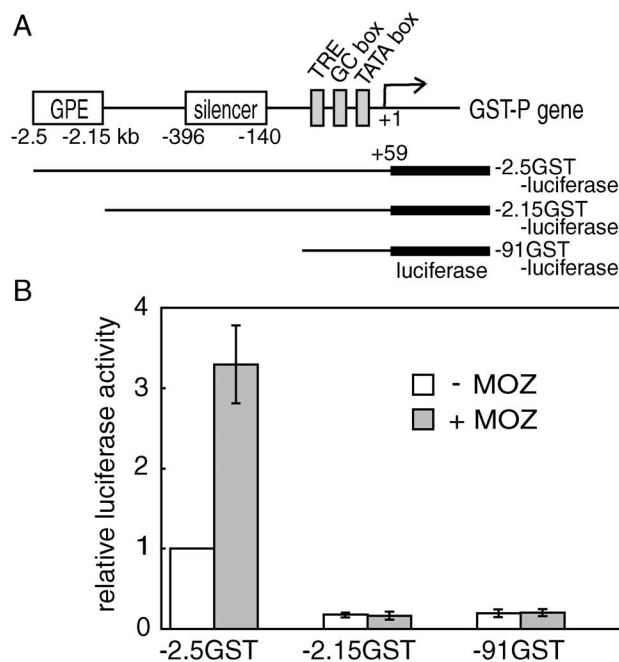 A
TRE
GC box
TATA box
GPE
silencer
+1
GST-P gene
-2.5 -2.15 kb -396 -140
+59
-2.5GST
-luciferase
-2.15GST
-luciferase
-91GST
luciferase -luciferase
B
relative luciferase activity
4
3
2
1
0
- MOZ
+ MOZ
-2.5GST -2.15GST -91GST